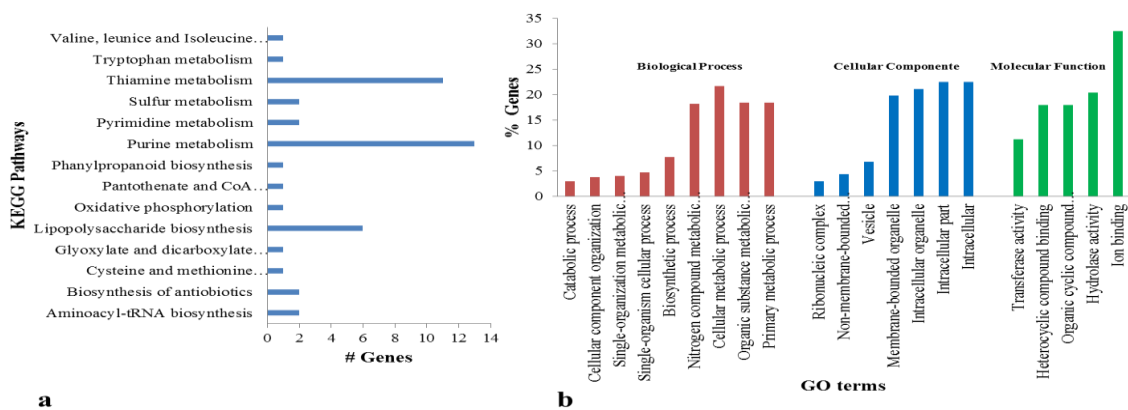 KEGG Pathways
Valine, leunice and Isoleucine…
Tryptophan metabolism
Thiamine metabolism
Sulfur metabolism
Pyrimidine metabolism
Purine metabolism
Phanylpropanoid biosynthesis
Pantothenate and CoA…
Oxidative phosphorylation
Lipopolysaccharide biosynthesis
Glyoxylate and dicarboxylate…
Cysteine and methionine…
Biosynthesis of antiobiotics
Aminoacyl-tRNA biosynthesis
0 2 4 6 8 10 12 14
# Genes
a
% Genes
35
30
25
20
15
10
5
0
Biological Process
Cellular Componente
Molecular Function
Catabolic process
Cellular component organization
Single-organization metabolic…
Single-organism cellular process
Biosynthetic process
Nitrogen compound metabolic…
Cellular metabolic process
Organic substance metabolic…
Primary metabolic process
Ribonucleic complex
Non-membrane-bounded…
Vesicle
Membrane-bounded organelle
Intracellular organelle
Intracellular part
Intracellular
Transferase activity
Heterocyclic compound binding
Organic cyclic compound…
Hydrolase activity
Ion binding
GO terms
b